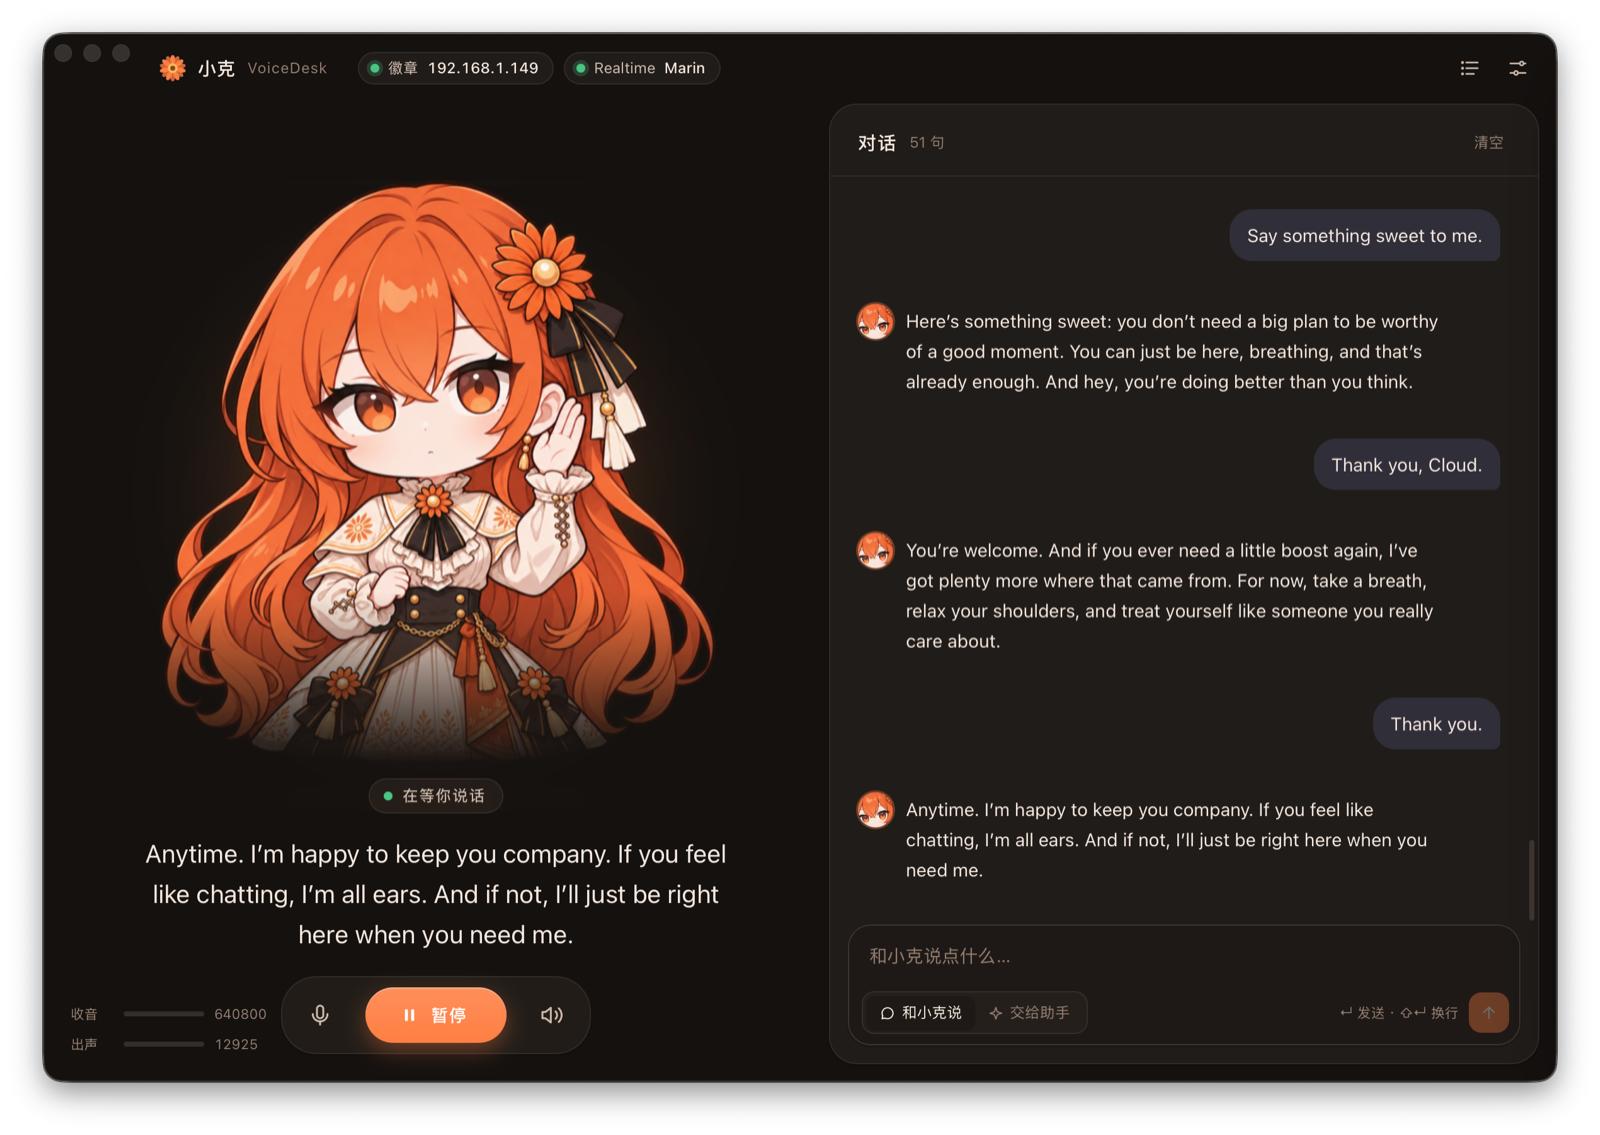 小克 VoiceDesk
徽章 192.168.1.149
Realtime Marin
Anytime. I’m happy to keep you company. If you feel
like chatting, I’m all ears. And if not, I’ll just be right
here when you need me.
在等你说话
收音 640800
出声 12925
暂停
对话 51 句
清空
Say something sweet to me.
Here’s something sweet: you don’t need a big plan to be worthy
of a good moment. You can just be here, breathing, and that’s
already enough. And hey, you’re doing better than you think.
Thank you, Cloud.
You’re welcome. And if you ever need a little boost again, I’ve
got plenty more where that came from. For now, take a breath,
relax your shoulders, and treat yourself like someone you really
care about.
Thank you.
Anytime. I’m happy to keep you company. If you feel like
chatting, I’m all ears. And if not, I’ll just be right here when you
need me.
和小克说点什么...
和小克说
交给助手
↵ 发送 · ⇧↵ 换行